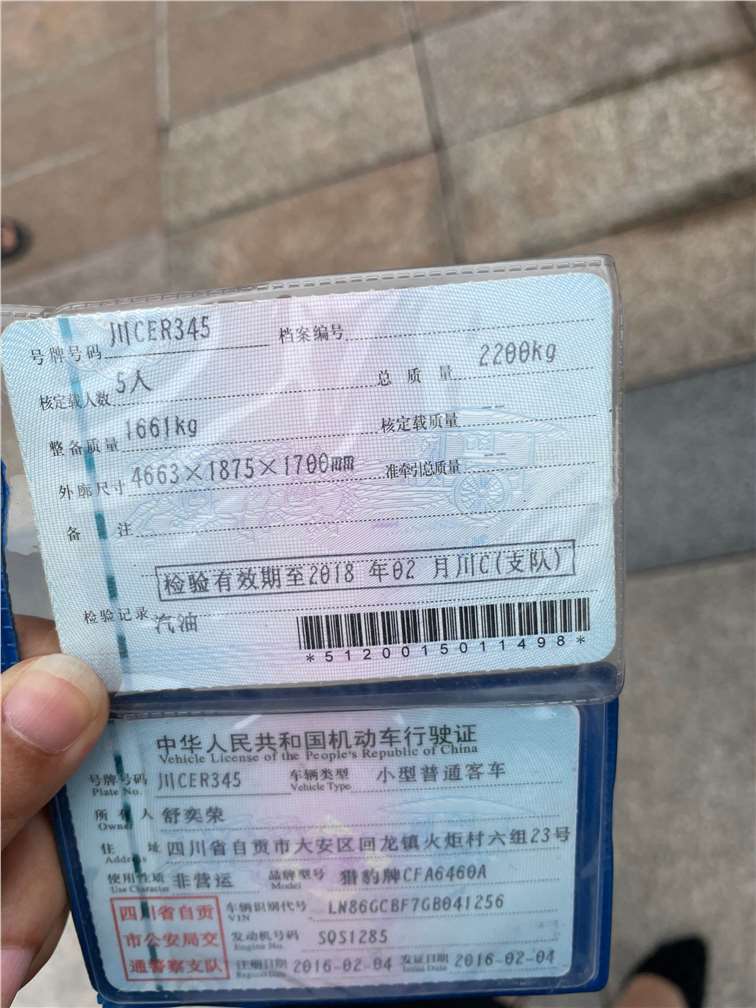 号牌号码 川CER345 档案编号
核定载人数 5人 总质量 2200kg
整备质量 1661kg 核定载质量 --
外廓尺寸 4663×1875×1700mm 准牵引总质量 --
备注
检验有效期至2018 年02 月川C(支队)
检验记录 汽油
*5120015011498*
中华人民共和国机动车行驶证
Vehicle License of the People's Republic of China
号牌号码 川CER345 车辆类型 小型普通客车
Plate No. Vehicle Type
所有人 舒奕荣
Owner
住址 四川省自贡市大安区回龙镇火炬村六组23号
Address
使用性质 非营运 品牌型号 猎豹牌CFA6460A
Use Character Model
四川省自贡 车辆识别代号 LN86GCBF7GB041256
VIN
市公安局交 发动机号码 SQS1285
Engine No.
通警察支队 注册日期 2016-02-04 发证日期 2016-02-04
Register Date Issue Date